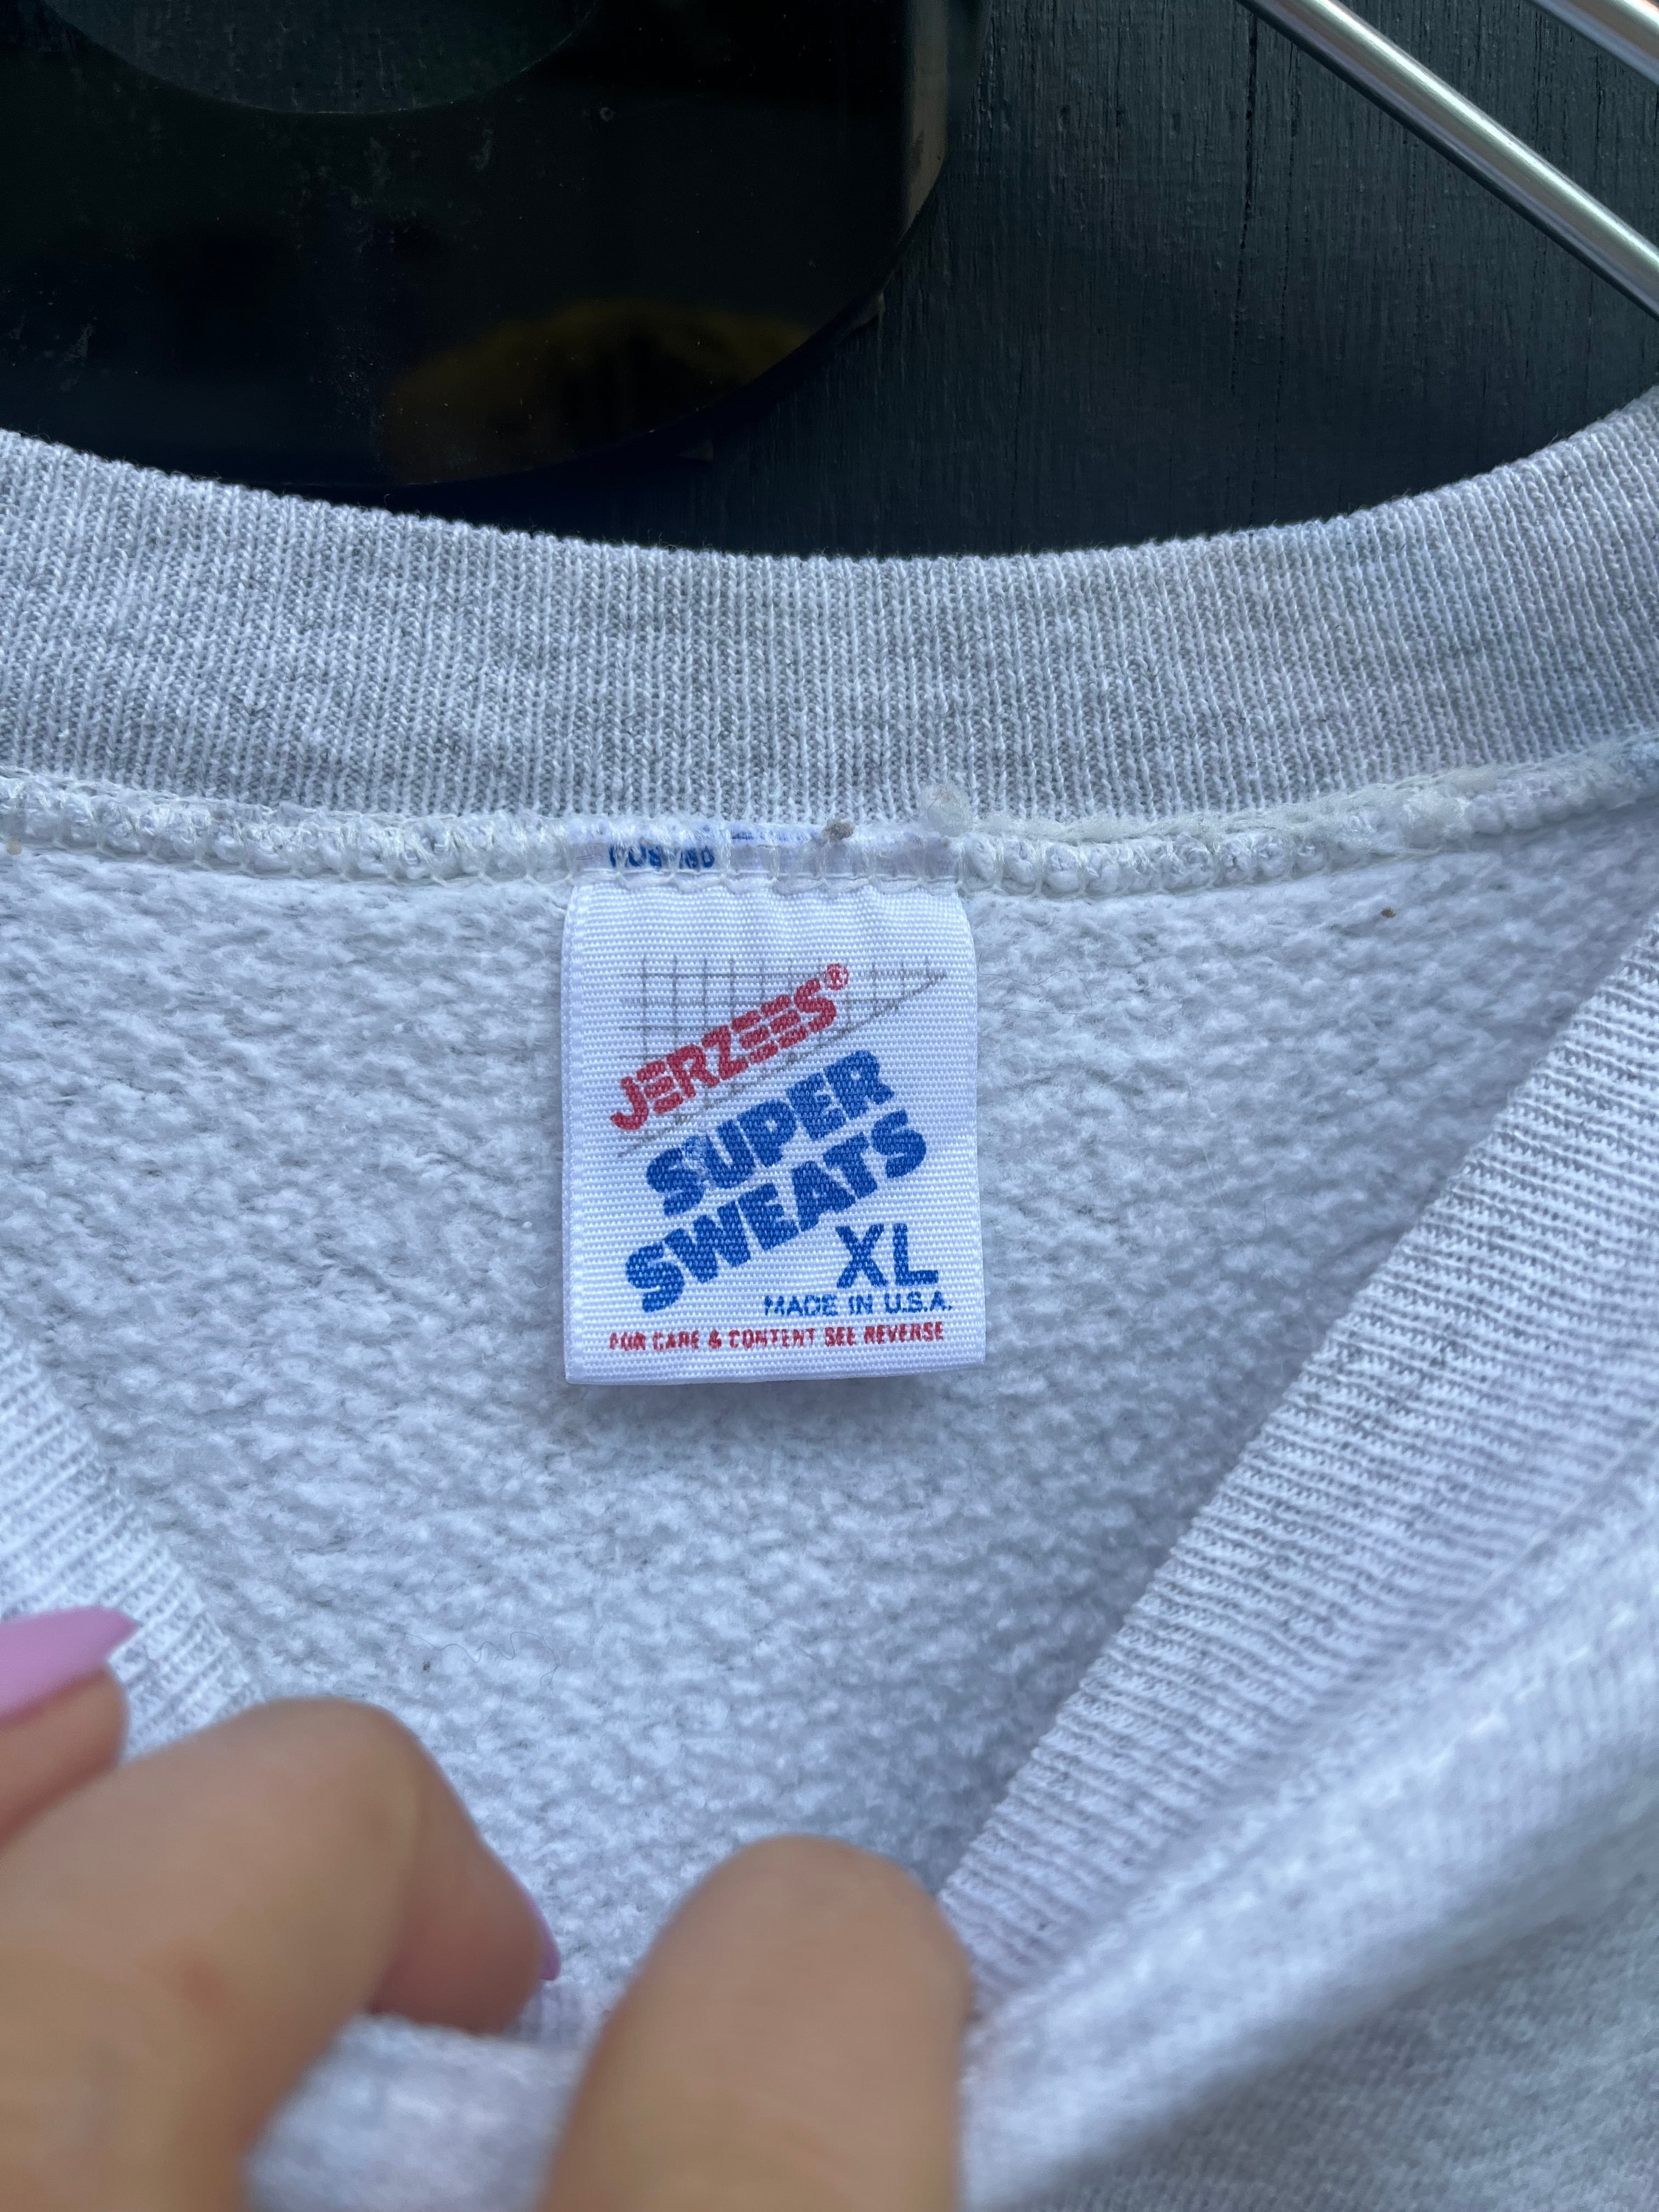 JERZEES®
SUPER
SWEATS
XL
MADE IN U.S.A.
FOR CARE & CONTENT SEE REVERSE